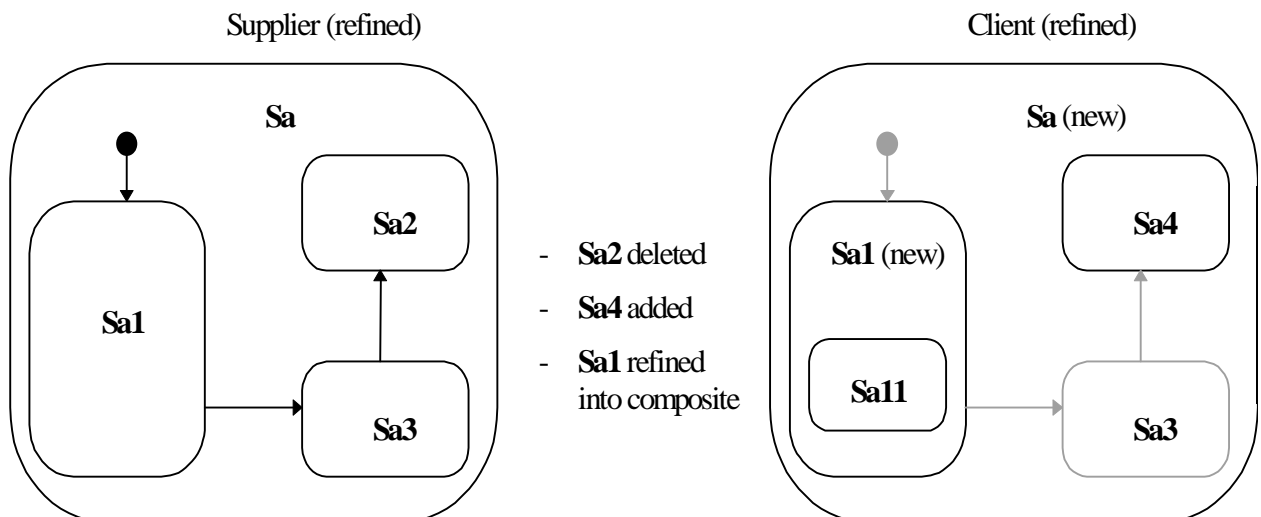 Supplier (refined)
Sa
Sa1
Sa2
Sa3
- Sa2 deleted
- Sa4 added
- Sa1 refined
into composite
Client (refined)
Sa (new)
Sa1 (new)
Sa11
Sa4
Sa3